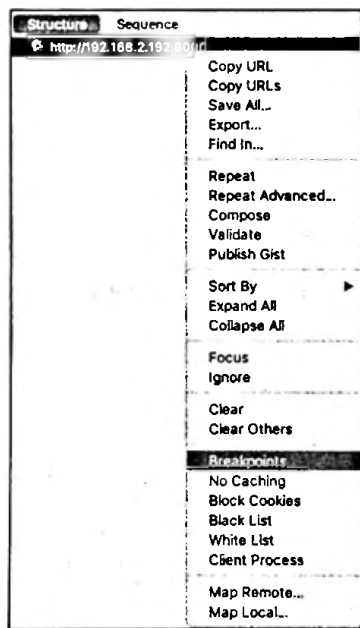 Structure Sequence
http://192.168.2.192:80
Copy URL
Copy URLs
Save All...
Export...
Find In...
Repeat
Repeat Advanced...
Compose
Validate
Publish Gist
Sort By
Expand All
Collapse All
Focus
Ignore
Clear
Clear Others
Breakpoints
No Caching
Block Cookies
Black List
White List
Client Process
Map Remote...
Map Local...